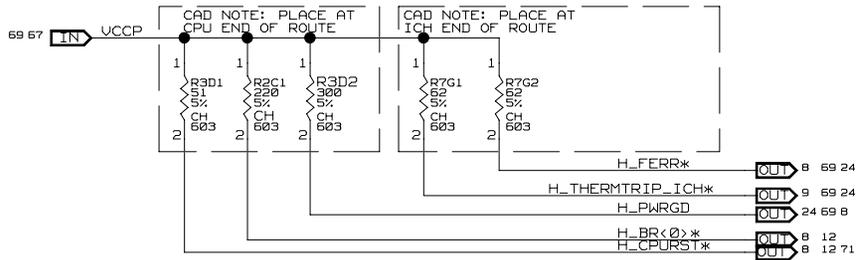 CAD NOTE: PLACE AT
CPU END OF ROUTE
CAD NOTE: PLACE AT
ICH END OF ROUTE
69 67 IN VCCP
1
R3D1
51
5%
CH
603
2
1
R2C1
220
5%
CH
603
2
1
R3D2
300
5%
CH
603
2
1
R7G1
62
5%
CH
603
2
1
R7G2
62
5%
CH
603
2
H_FERR* OUT 8 69 24
H_THERMTRIP_ICH* OUT 9 69 24
H_PWRGD OUT 24 69 8
H_BR<0>* OUT 8 12
H_CPURST* OUT 8 12 71